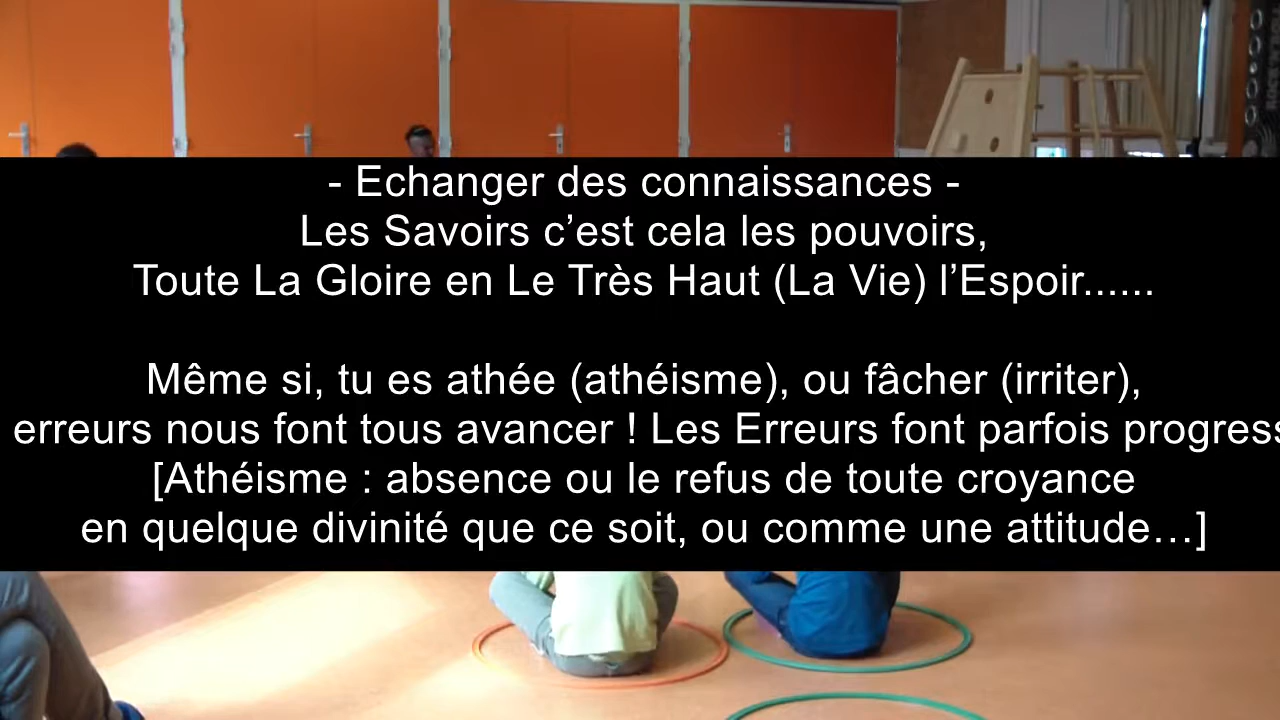 - Echanger des connaissances -
Les Savoirs c’est cela les pouvoirs,
Toute La Gloire en Le Très Haut (La Vie) l’Espoir......
Même si, tu es athée (athéisme), ou fâcher (irriter),
erreurs nous font tous avancer ! Les Erreurs font parfois progress
[Athéisme : absence ou le refus de toute croyance
en quelque divinité que ce soit, ou comme une attitude…]